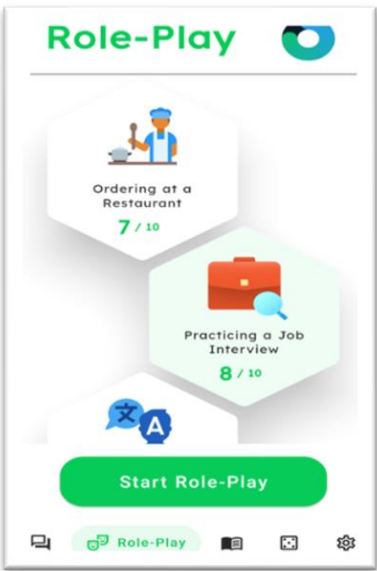 Role-Play
Ordering at a
Restaurant
7 / 10
Practicing a Job
Interview
8 / 10
文 A
Start Role-Play
Role-Play